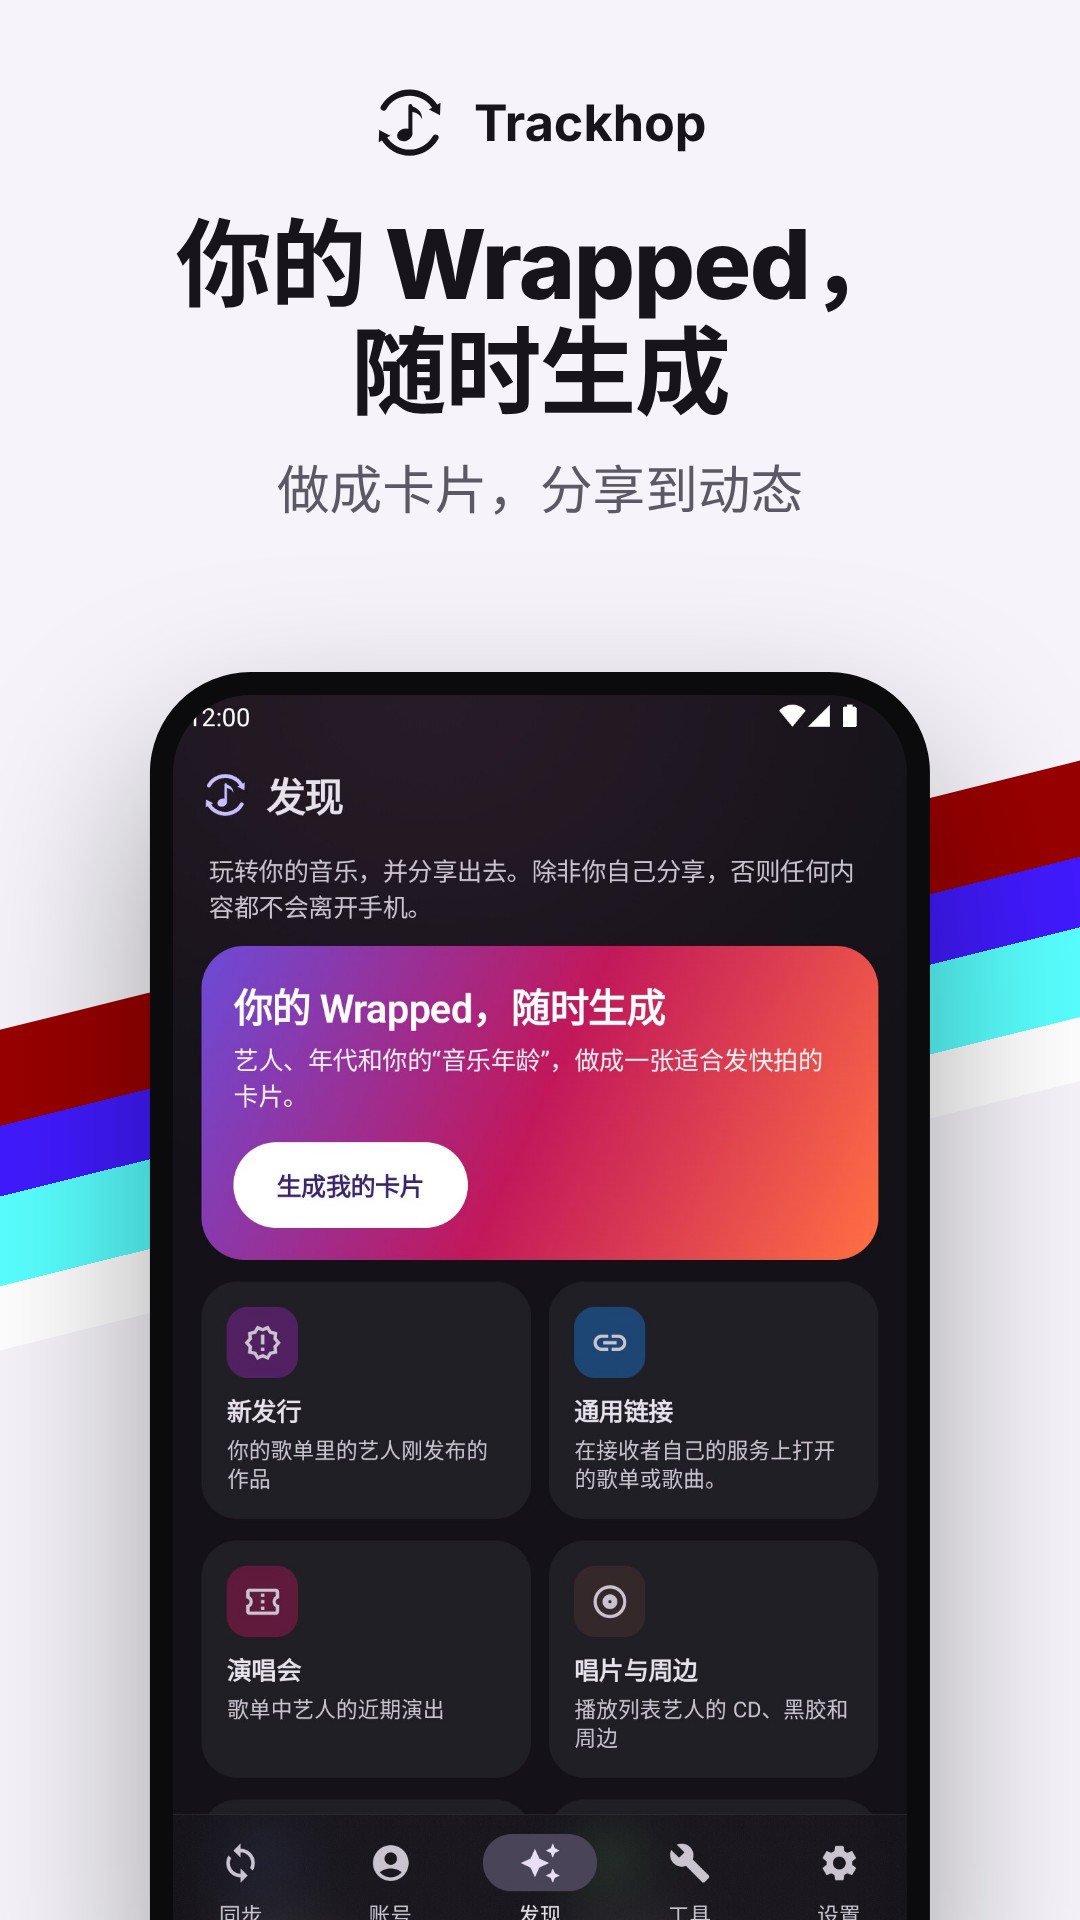 Trackhop
你的 Wrapped，
随时生成
做成卡片，分享到动态
12:00
发现
玩转你的音乐，并分享出去。除非你自己分享，否则任何内
容都不会离开手机。
你的 Wrapped，随时生成
艺人、年代和你的“音乐年龄”，做成一张适合发快拍的
卡片。
生成我的卡片
新发行
你的歌单里的艺人刚发布的
作品
通用链接
在接收者自己的服务上打开
的歌单或歌曲。
演唱会
歌单中艺人的近期演出
唱片与周边
播放列表艺人的 CD、黑胶和
周边
同步
账号
发现
工具
设置